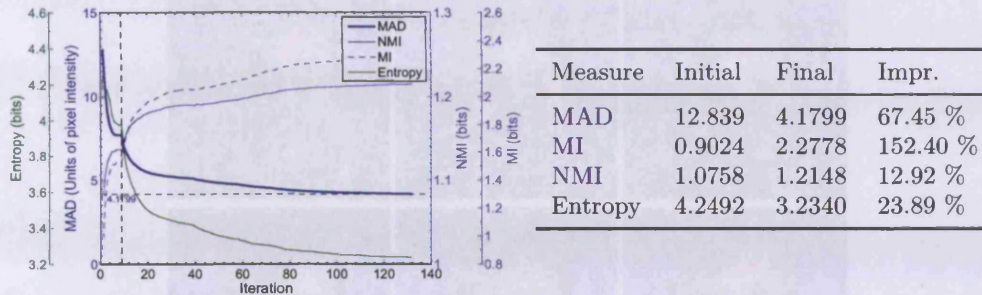 4.6
4.4
4.2
4
3.8
3.6
3.4
3.2
Entropy (bits)
15
10
5
0
MAD (Units of pixel intensity)
MAD
NMI
MI
Entropy
0
20
40
60
80
100
120
140
Iteration
1.3
1.2
1.1
1
NMI (bits)
2.6
2.4
2.2
2
1.8
1.6
1.4
1.2
1
0.8
MI (bits)
Measure Initial Final Impr.
MAD 12.839 4.1799 67.45 %
MI 0.9024 2.2778 152.40 %
NMI 1.0758 1.2148 12.92 %
Entropy 4.2492 3.2340 23.89 %